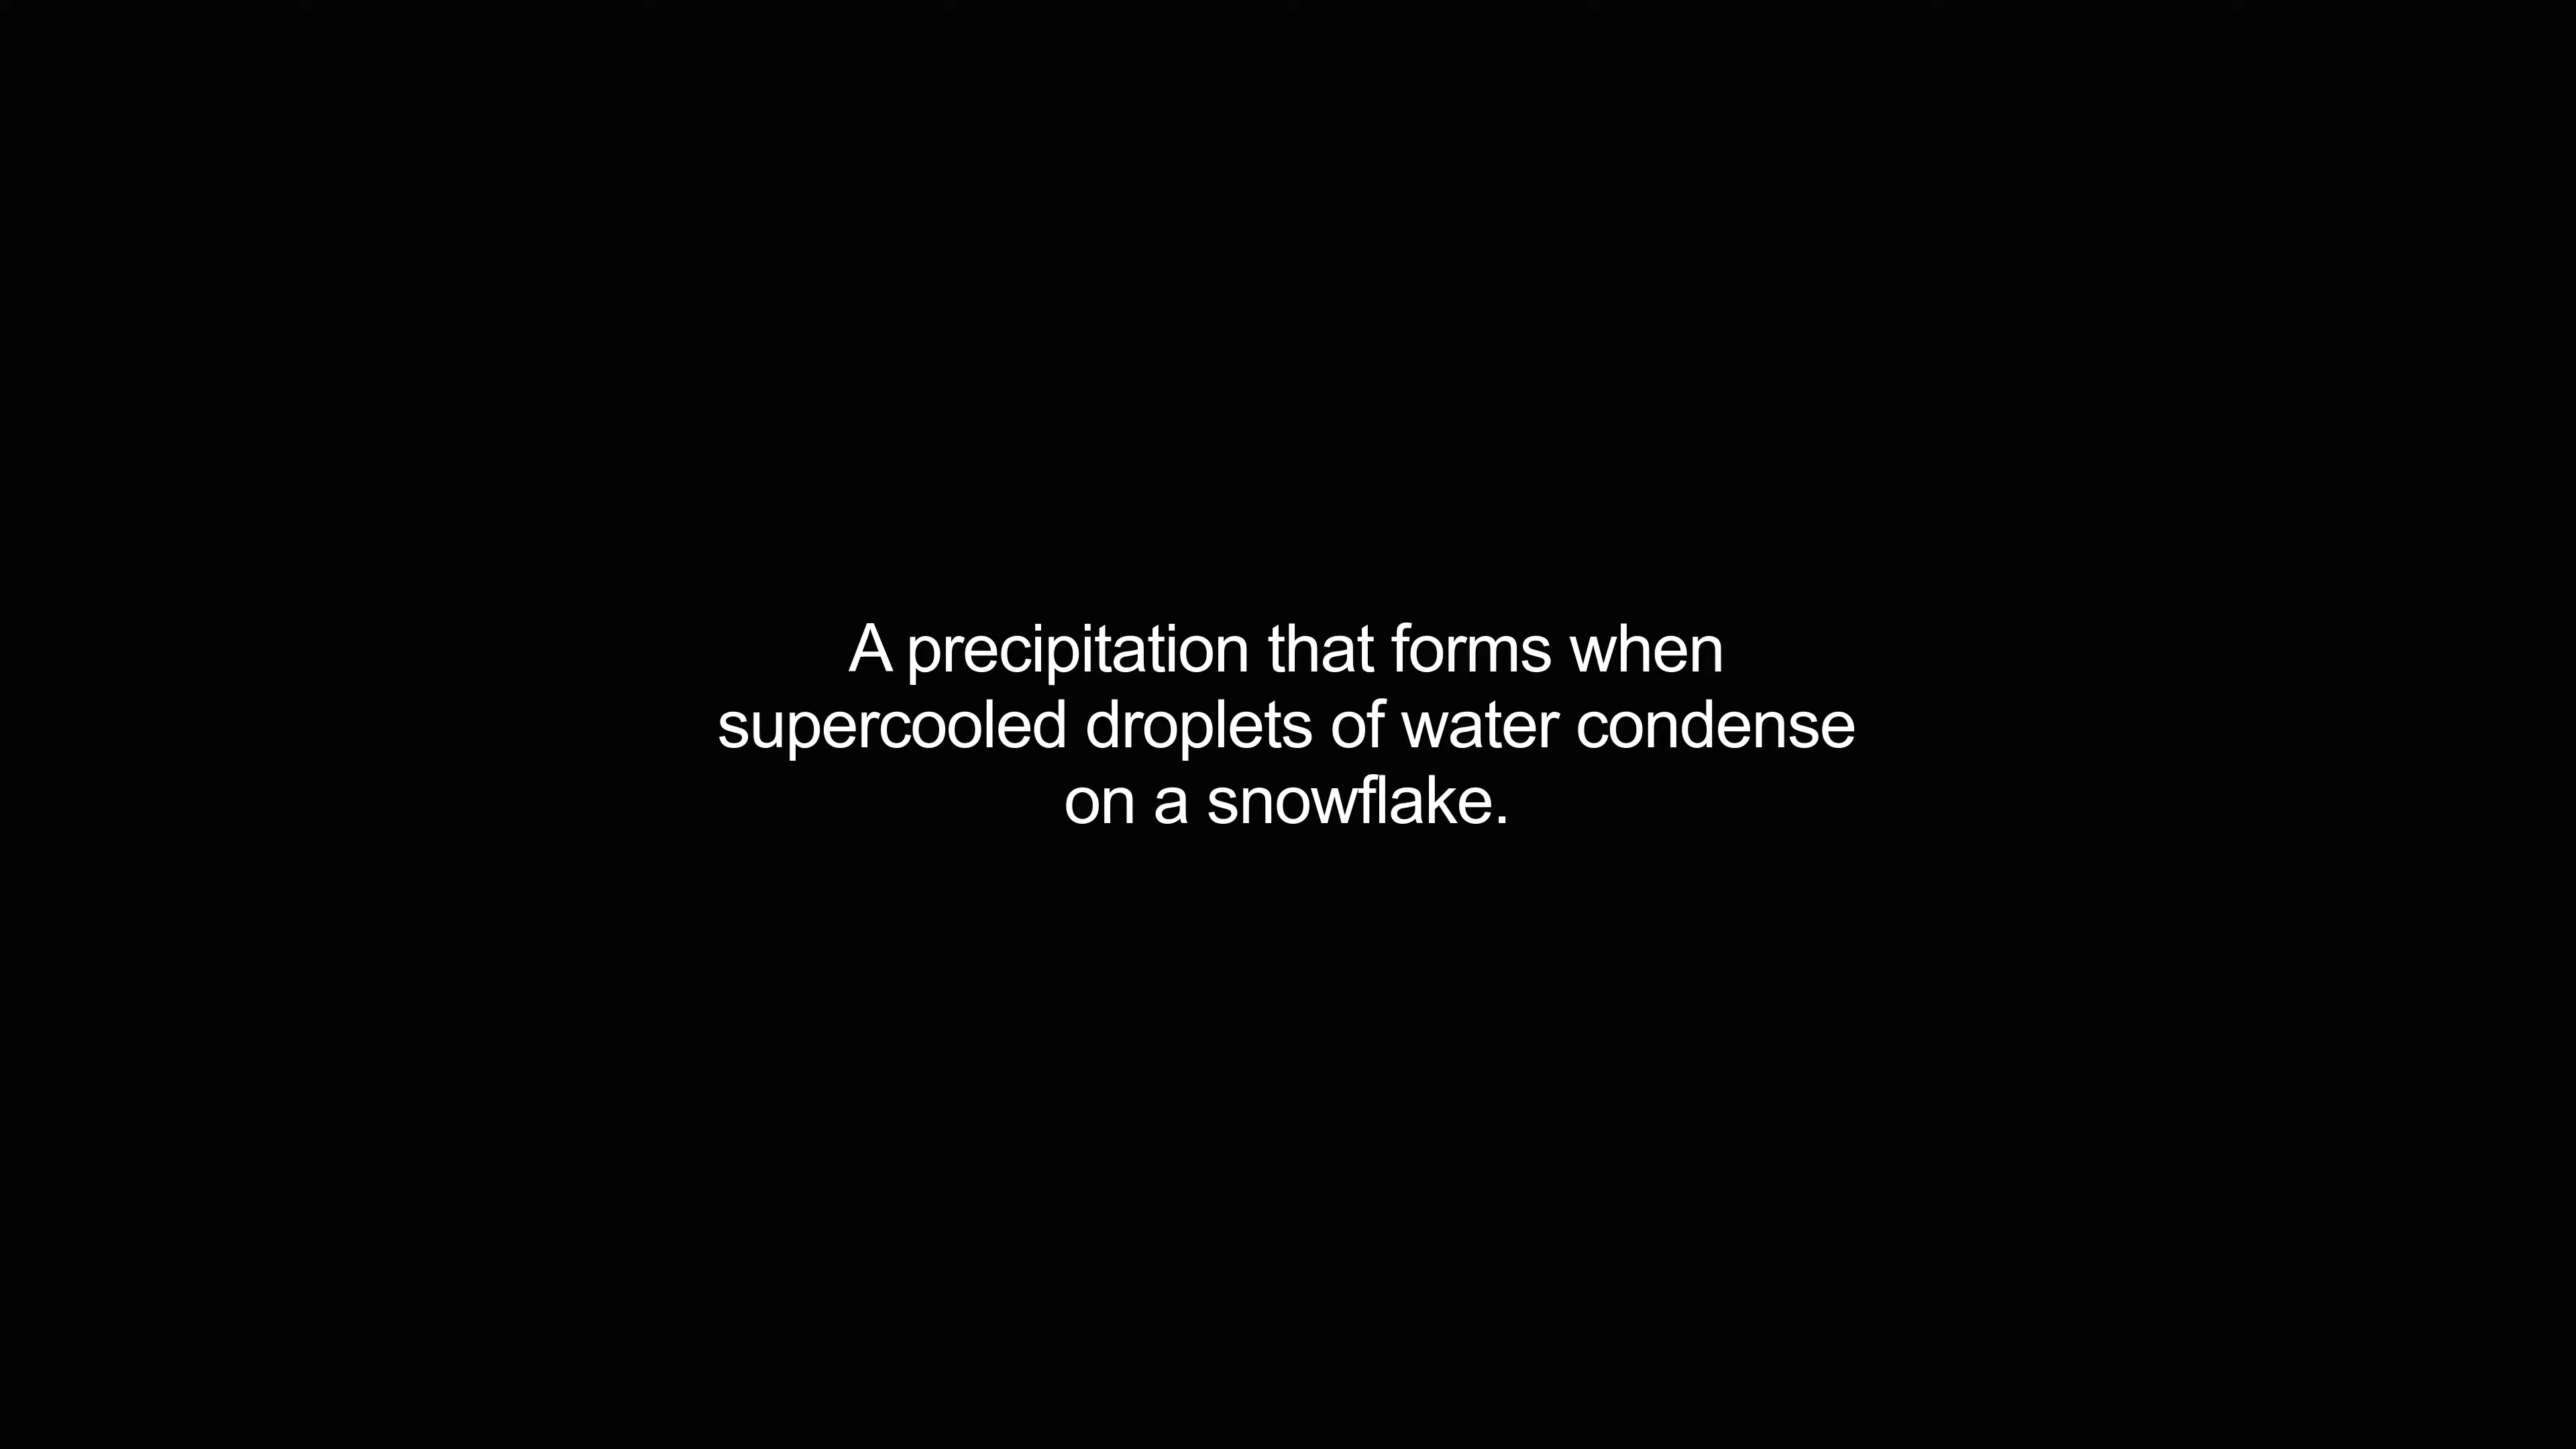 A precipitation that forms when
supercooled droplets of water condense
on a snowflake.